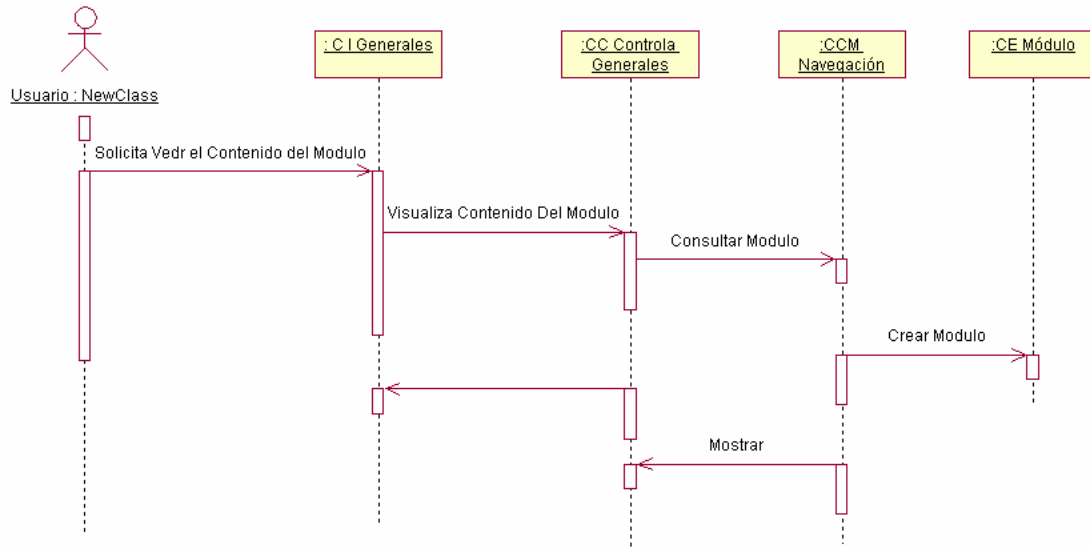 : C I Generales
:CC Controla
Generales
:CCM
Navegación
:CE Módulo
Usuario : NewClass
Solicita Vedr el Contenido del Modulo
Visualiza Contenido Del Modulo
Consultar Modulo
Crear Modulo
Mostrar